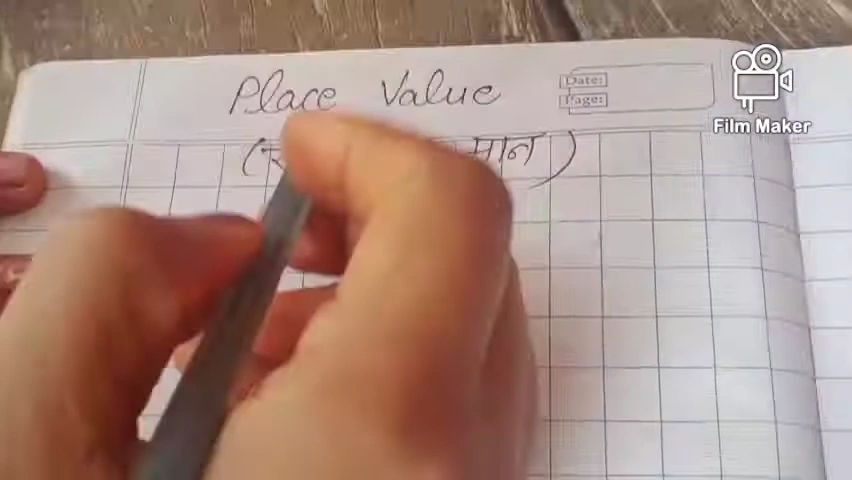 Place Value
मान)
Date:
Page:
Film Maker